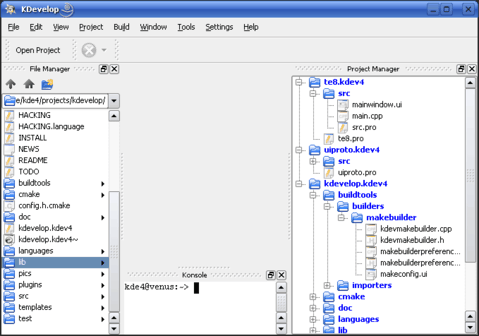 KDevelop
File Edit View Project Build Window Tools Settings Help
Open Project
File Manager
e/kde4/projects/kdevelop/
HACKING
HACKING.language
INSTALL
NEWS
README
TODO
buildtools
cmake
config.h.cmake
doc
kdevelop.kdev4
kdevelop.kdev4~
languages
lib
pics
plugins
src
templates
test
Konsole
kde4@venus:~>
Project Manager
te8.kdev4
src
mainwindow.ui
main.cpp
src.pro
te8.pro
uiproto.kdev4
src
uiproto.pro
kdevelop.kdev4
buildtools
builders
makebuilder
kdevmakebuilder.cpp
kdevmakebuilder.h
makebuilderpreferenc...
makebuilderpreferenc...
makeconfig.ui
importers
cmake
doc
languages
lib